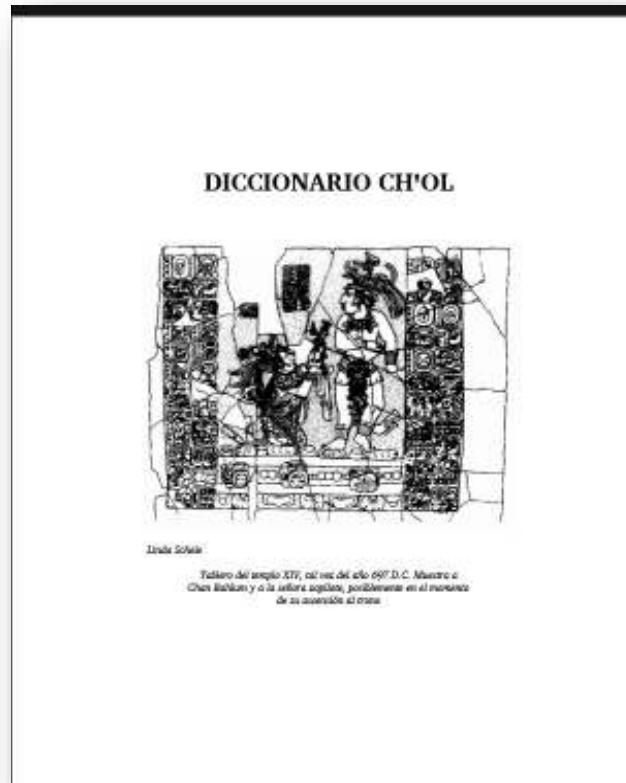 DICCIONARIO CH'OL
Linda Schele
Tablero del templo XIV, tal vez del año 697 D.C. Muestra a
Chan Bahlum y a la señora zopilote, posiblemente en el momento
de su ascensión al trono